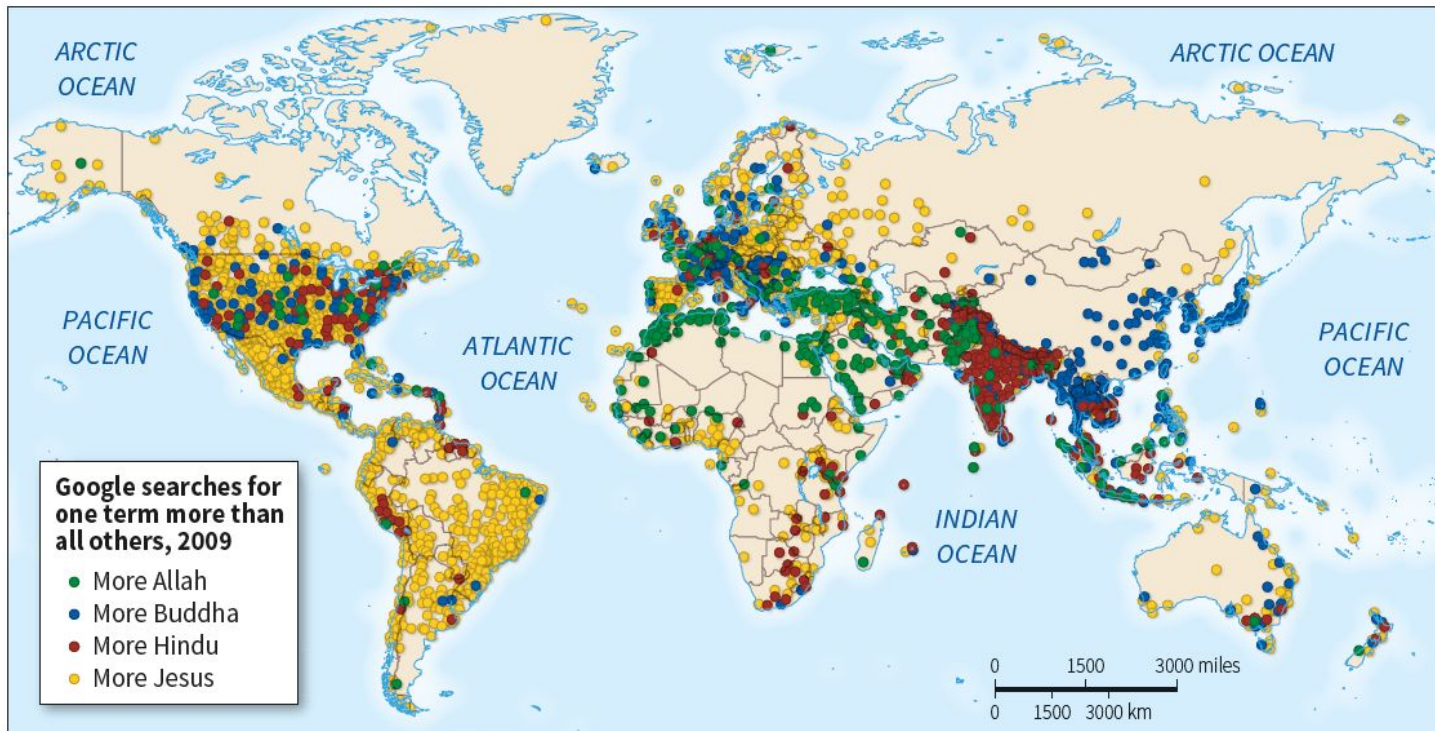 ARCTIC
OCEAN
ARCTIC OCEAN
PACIFIC
OCEAN
ATLANTIC
OCEAN
PACIFIC
OCEAN
INDIAN
OCEAN
Google searches for
one term more than
all others, 2009
More Allah
More Buddha
More Hindu
More Jesus
0 1500 3000 miles
0 1500 3000 km